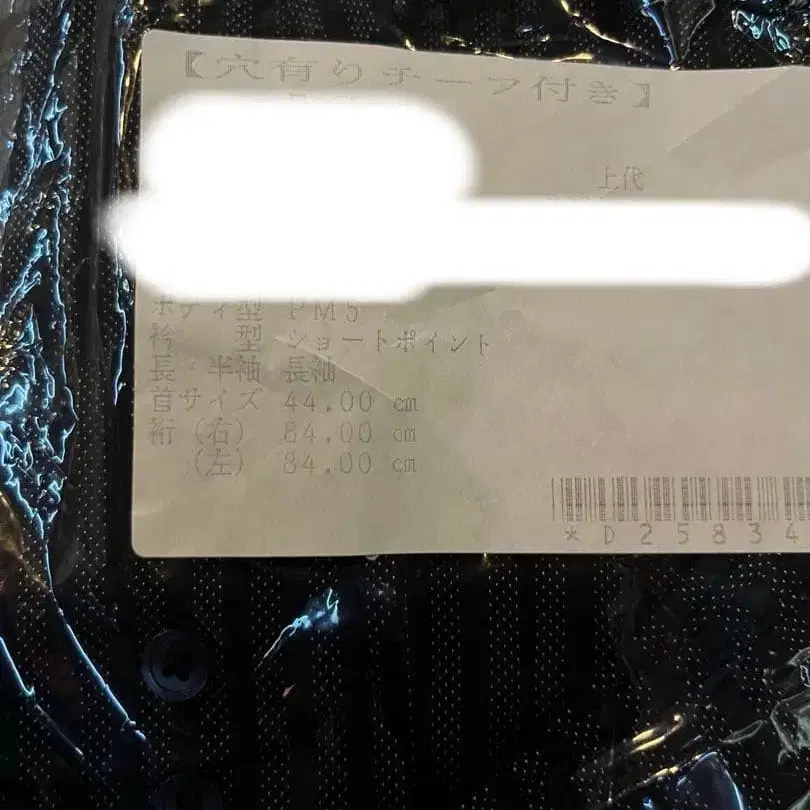 【穴有りチーフ付き】
上代
ボディ型 PM5
衿 型 ショートポイント
長・半袖 長袖
首サイズ 44.00 cm
裄(右) 84.00 cm
(左) 84.00 cm
*D25834